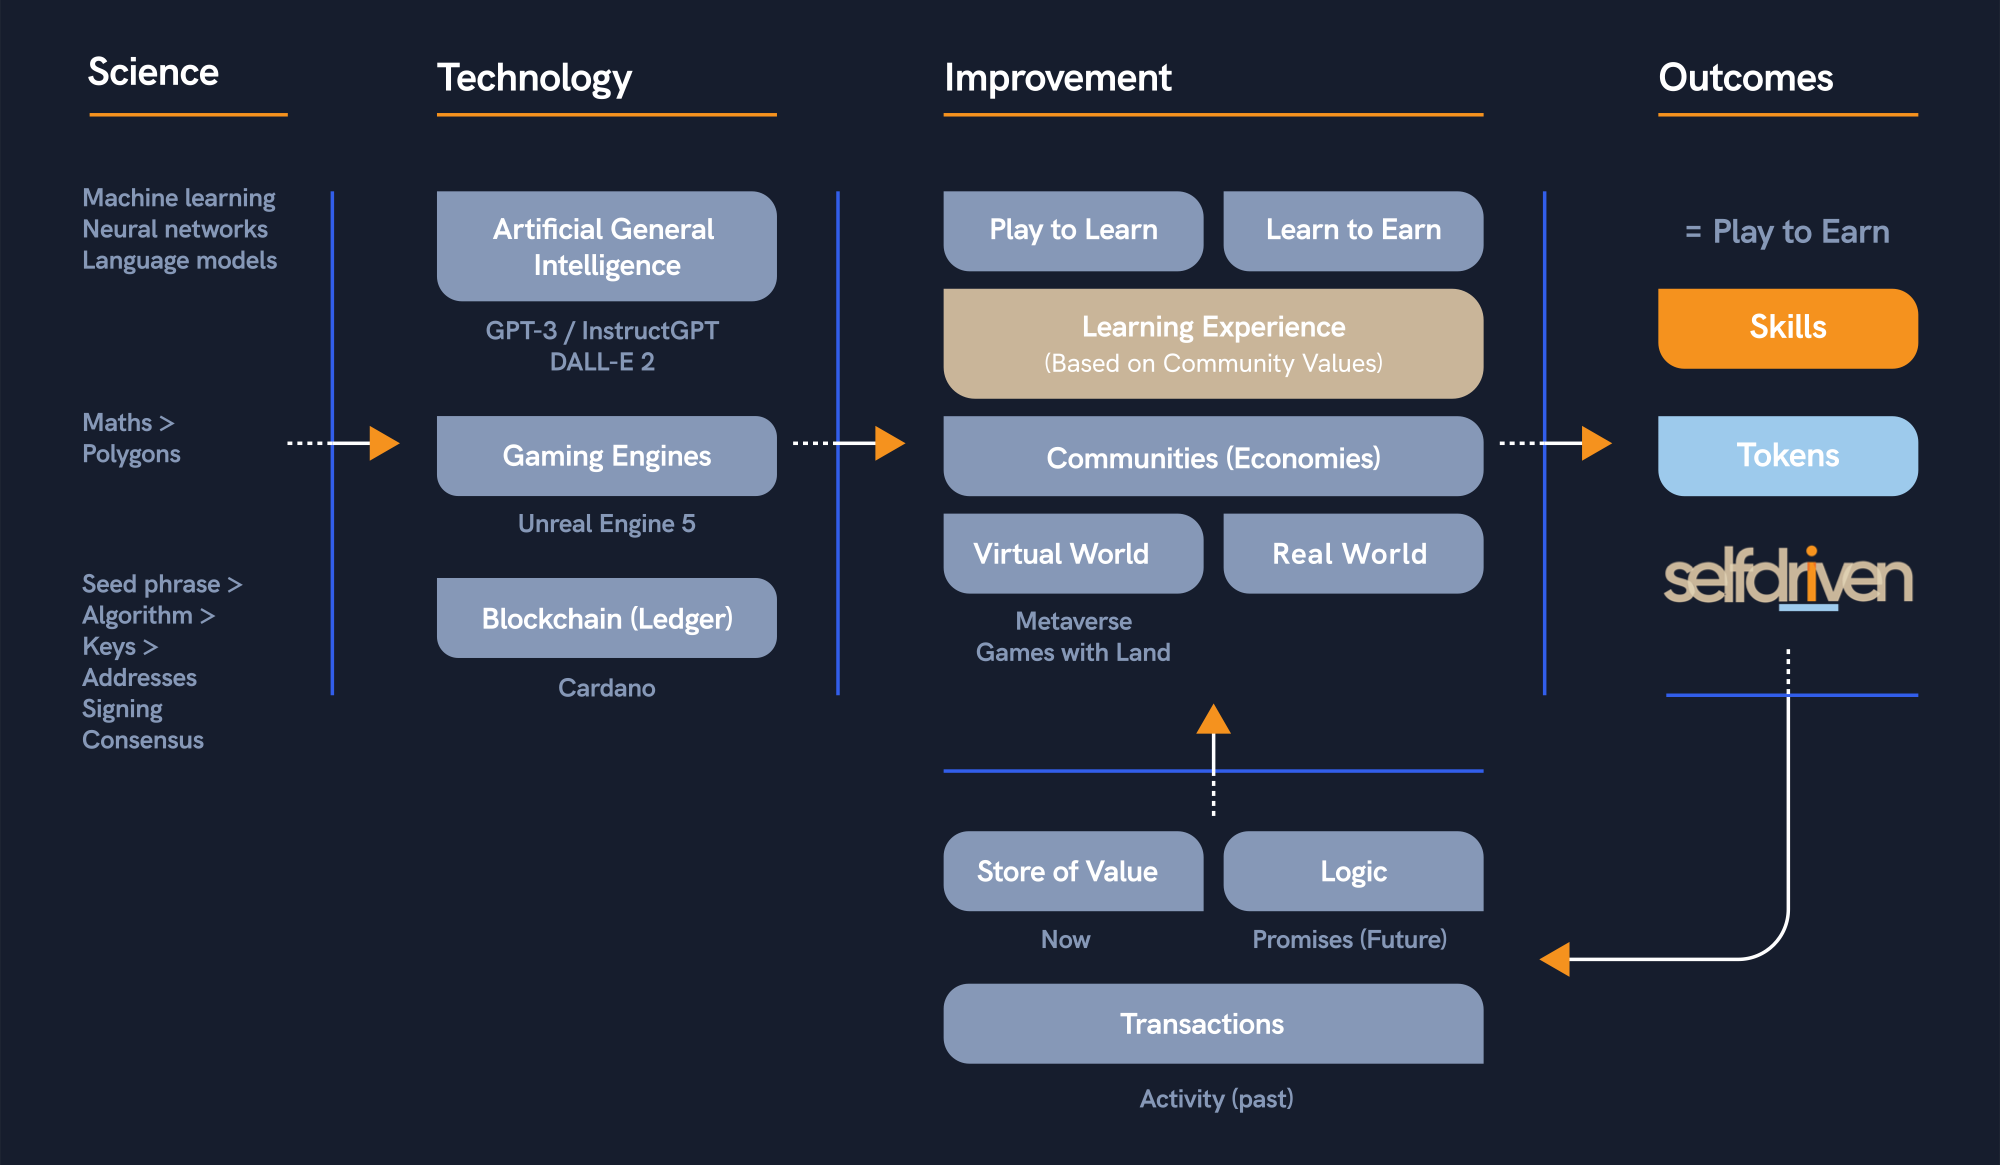 Science
Technology
Improvement
Outcomes
Machine learning
Neural networks
Language models
Maths >
Polygons
Seed phrase >
Algorithm >
Keys >
Addresses
Signing
Consensus
Artificial General
Intelligence
GPT-3 / InstructGPT
DALL-E 2
Gaming Engines
Unreal Engine 5
Blockchain (Ledger)
Cardano
Play to Learn
Learn to Earn
Learning Experience
(Based on Community Values)
Communities (Economies)
Virtual World
Real World
Metaverse
Games with Land
Store of Value
Logic
Now
Promises (Future)
Transactions
Activity (past)
= Play to Earn
Skills
Tokens
selfdriven